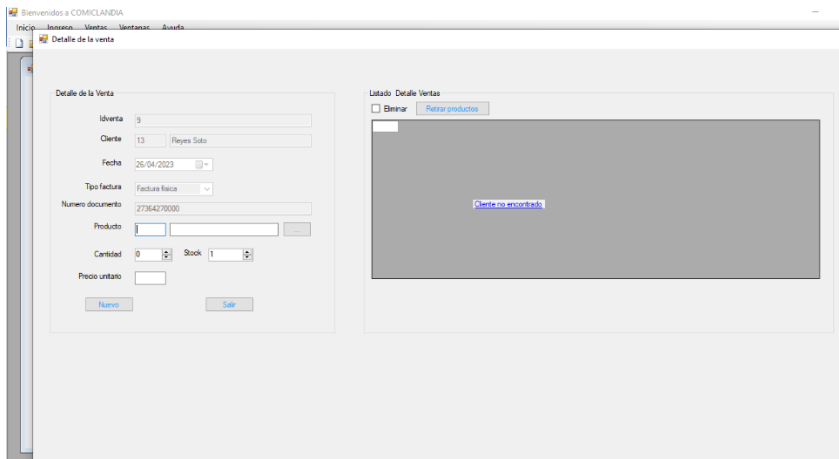 Bienvenidos a COMICLANDIA
Inicio Ingreso Ventas Ventanas Ayuda
Detalle de la venta
Detalle de la Venta
Idventa 9
Cliente 13 Reyes Soto
Fecha 26/04/2023
Tipo factura Factura fisica
Numero documento 27364270000
Producto ...
Cantidad 0 Stock 1
Precio unitario
Nuevo Salir
Listado Detalle Ventas
Eliminar Retirar productos
Cliente no encontrado